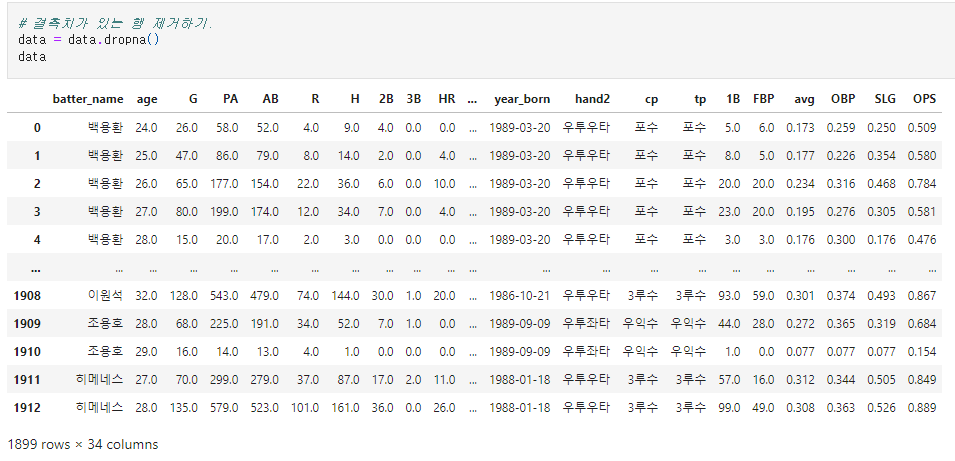 # 결측치가 있는 행 제거하기.
data = data.dropna()
data
batter_name age G PA AB R H 2B 3B HR ... year_born hand2 cp tp 1B FBP avg OBP SLG OPS
0 백용환 24.0 26.0 58.0 52.0 4.0 9.0 4.0 0.0 0.0 ... 1989-03-20 우투우타 포수 포수 5.0 6.0 0.173 0.259 0.250 0.509
1 백용환 25.0 47.0 86.0 79.0 8.0 14.0 2.0 0.0 4.0 ... 1989-03-20 우투우타 포수 포수 8.0 5.0 0.177 0.226 0.354 0.580
2 백용환 26.0 65.0 177.0 154.0 22.0 36.0 6.0 0.0 10.0 ... 1989-03-20 우투우타 포수 포수 20.0 20.0 0.234 0.316 0.468 0.784
3 백용환 27.0 80.0 199.0 174.0 12.0 34.0 7.0 0.0 4.0 ... 1989-03-20 우투우타 포수 포수 23.0 20.0 0.195 0.276 0.305 0.581
4 백용환 28.0 15.0 20.0 17.0 2.0 3.0 0.0 0.0 0.0 ... 1989-03-20 우투우타 포수 포수 3.0 3.0 0.176 0.300 0.176 0.476
... ... ... ... ... ... ... ... ... ... ... ... ... ... ... ... ... ... ... ... ... ...
1908 이원석 32.0 128.0 543.0 479.0 74.0 144.0 30.0 1.0 20.0 ... 1986-10-21 우투우타 3루수 3루수 93.0 59.0 0.301 0.374 0.493 0.867
1909 조용호 28.0 68.0 225.0 191.0 34.0 52.0 7.0 1.0 0.0 ... 1989-09-09 우투좌타 우익수 우익수 44.0 28.0 0.272 0.365 0.319 0.684
1910 조용호 29.0 16.0 14.0 13.0 4.0 1.0 0.0 0.0 0.0 ... 1989-09-09 우투좌타 우익수 우익수 1.0 0.0 0.077 0.077 0.077 0.154
1911 히메네스 27.0 70.0 299.0 279.0 37.0 87.0 17.0 2.0 11.0 ... 1988-01-18 우투우타 3루수 3루수 57.0 16.0 0.312 0.344 0.505 0.849
1912 히메네스 28.0 135.0 579.0 523.0 101.0 161.0 36.0 0.0 26.0 ... 1988-01-18 우투우타 3루수 3루수 99.0 49.0 0.308 0.363 0.526 0.889
1899 rows × 34 columns